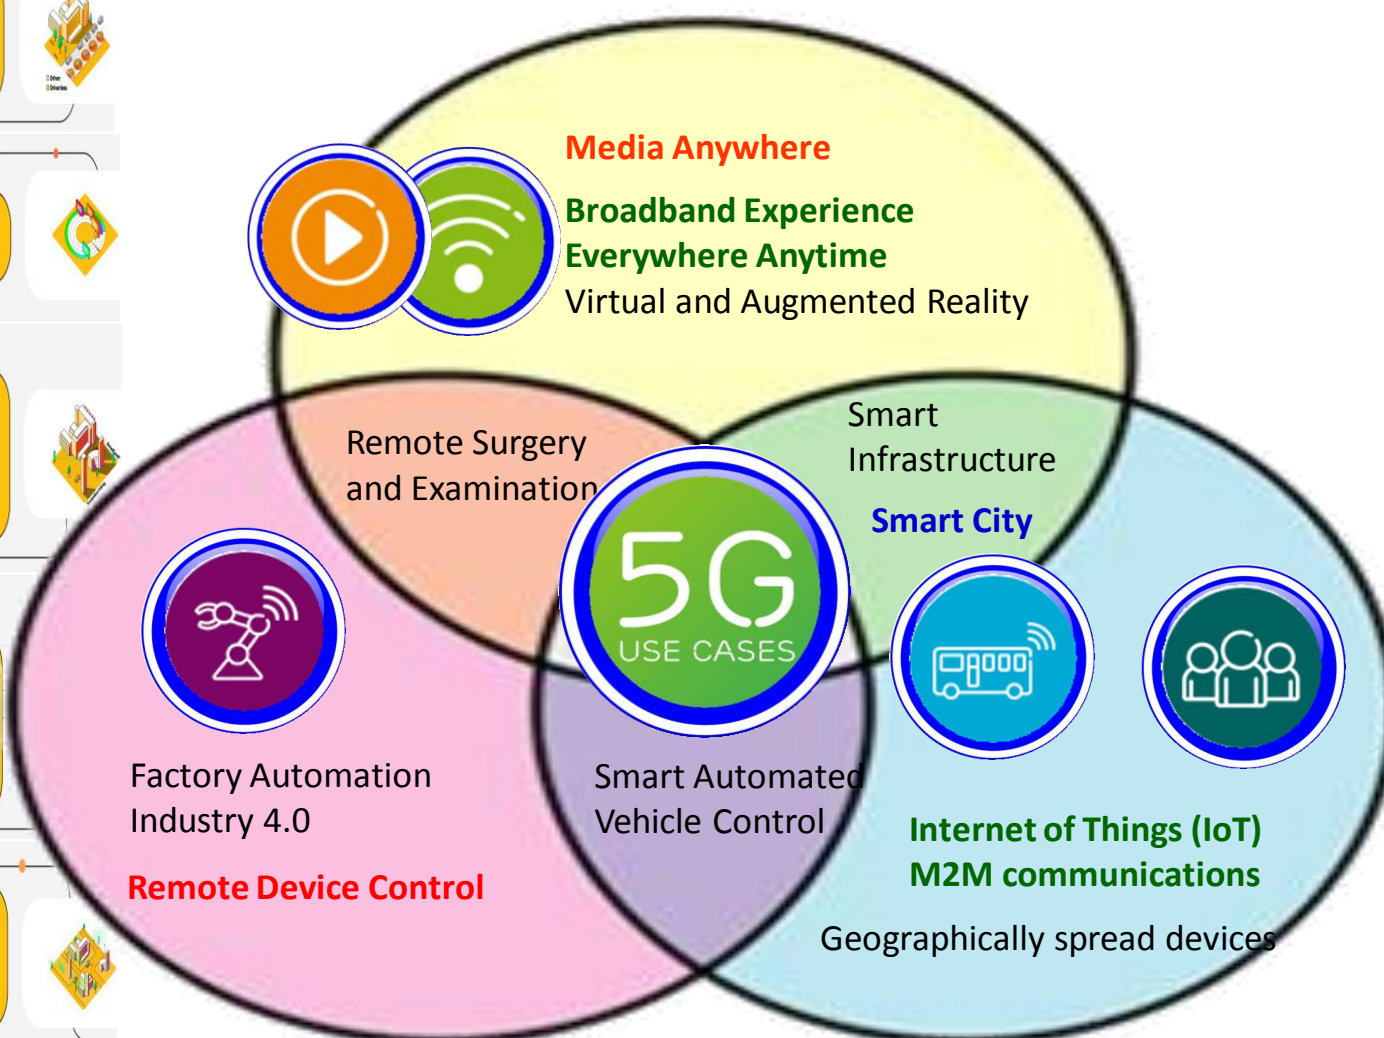 Media Anywhere
Broadband Experience
Everywhere Anytime
Virtual and Augmented Reality
Remote Surgery
and Examination
Smart
Infrastructure
Smart City
5G
USE CASES
Factory Automation
Industry 4.0
Remote Device Control
Smart Automated
Vehicle Control
Internet of Things (IoT)
M2M communications
Geographically spread devices
Driver
Driverless